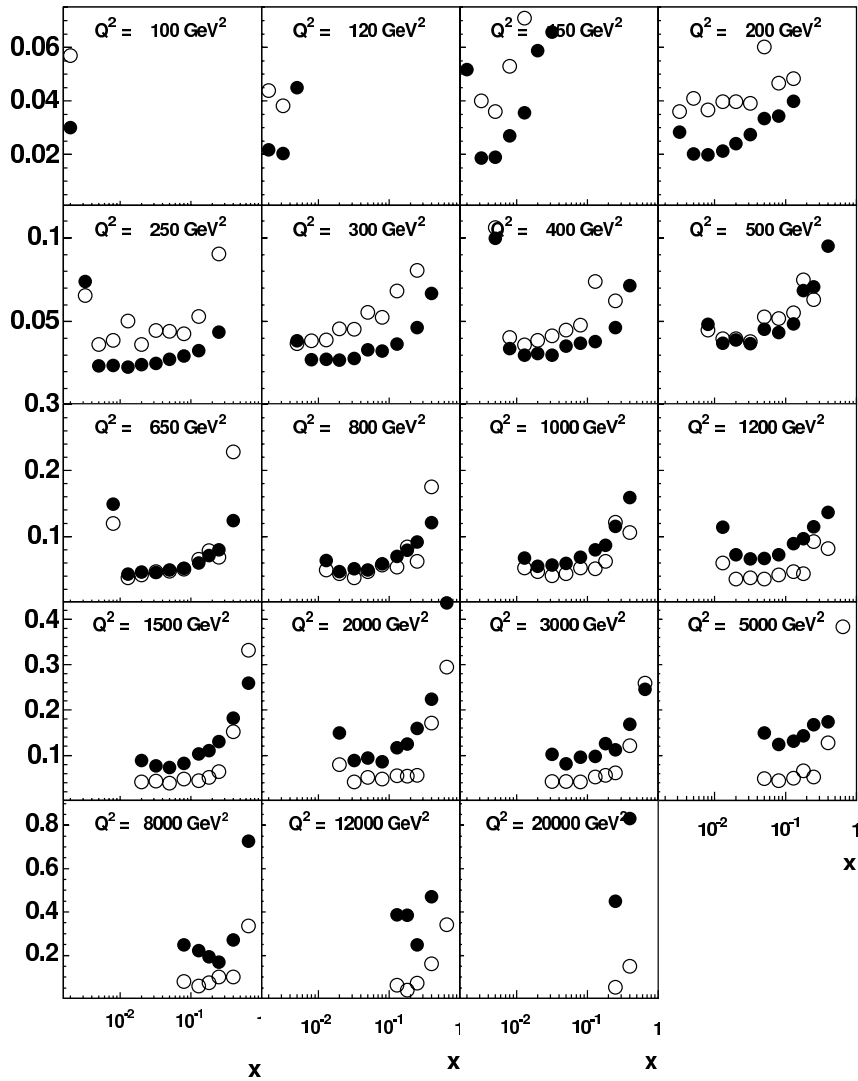 Q² = 100 GeV²
Q² = 120 GeV²
Q² = 150 GeV²
Q² = 200 GeV²
0.06
0.04
0.02
Q² = 250 GeV²
Q² = 300 GeV²
Q² = 400 GeV²
Q² = 500 GeV²
0.1
0.05
0.3
Q² = 650 GeV²
Q² = 800 GeV²
Q² = 1000 GeV²
Q² = 1200 GeV²
0.2
0.1
Q² = 1500 GeV²
Q² = 2000 GeV²
Q² = 3000 GeV²
Q² = 5000 GeV²
0.4
0.3
0.2
0.1
10⁻² 10⁻¹ 1
x
Q² = 8000 GeV²
Q² = 12000 GeV²
Q² = 20000 GeV²
0.8
0.6
0.4
0.2
10⁻² 10⁻¹
10⁻² 10⁻¹ 1
10⁻² 10⁻¹ 1
x
x
x